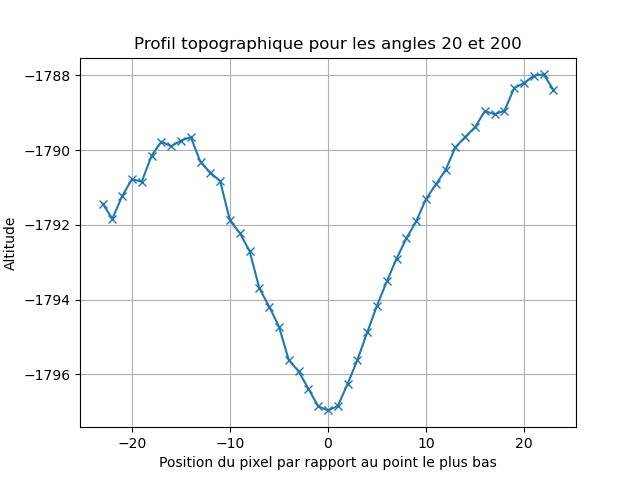 Profil topographique pour les angles 20 et 200
−1788
−1790
−1792
−1794
−1796
Altitude
−20 −10 0 10 20
Position du pixel par rapport au point le plus bas